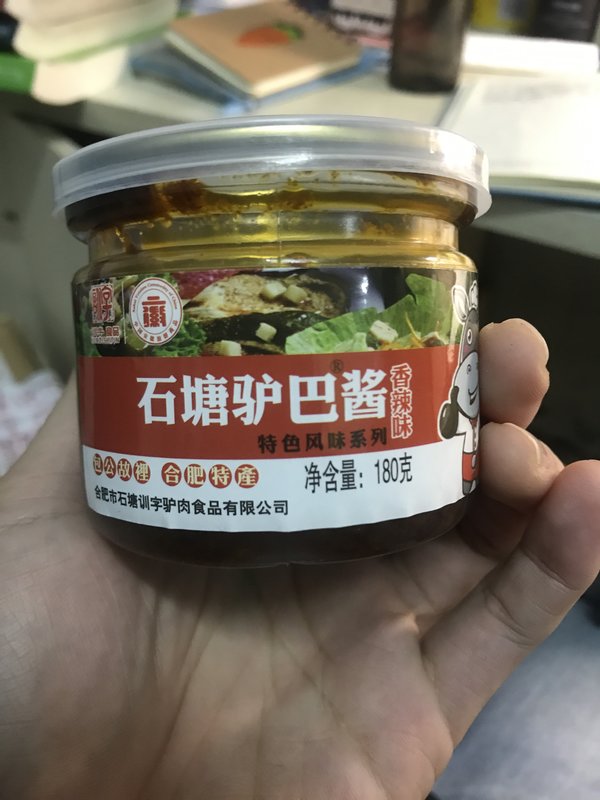 石塘驴巴酱®
香辣味
特色风味系列
包公故裡 合肥特產
净含量：180克
合肥市石塘训字驴肉食品有限公司